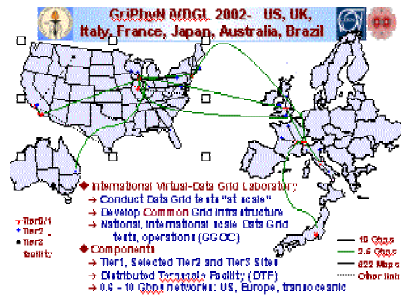 GriPhyN iVDGL 2002- US, UK,
Italy, France, Japan, Australia, Brazil
International Virtual-Data Grid Laboratory
Conduct Data Grid tests "at scale"
Develop Common Grid infrastructure
National, international scale Data Grid
tests, operations (GGOC)
Components
Tier1, Selected Tier2 and Tier3 Sites
Distributed Terascale Facility (DTF)
0.6 - 10 Gbps networks: US, Europe, transoceanic
Tier0/1
Tier2
Tier3
facility
10 Gbps
2.5 Gbps
622 Mbps
Other link